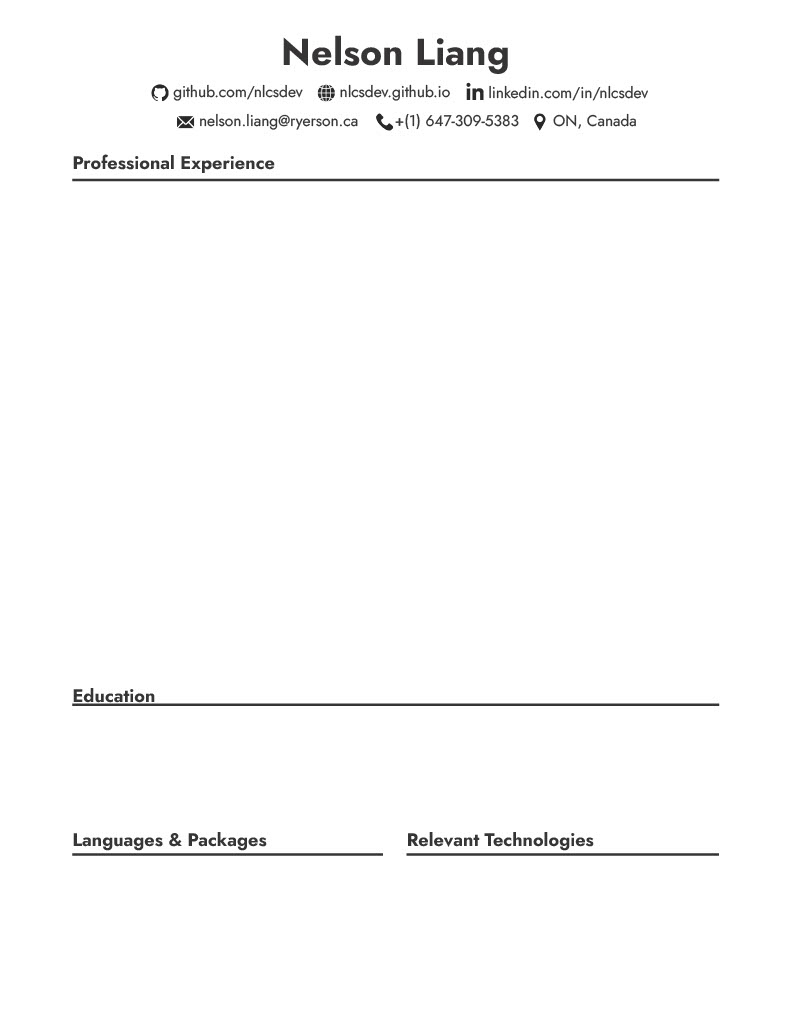 Nelson Liang
github.com/nlcsdev nlcsdev.github.io linkedin.com/in/nlcsdev
nelson.liang@ryerson.ca +(1) 647-309-5383 ON, Canada
Professional Experience
Education
Languages & Packages
Relevant Technologies